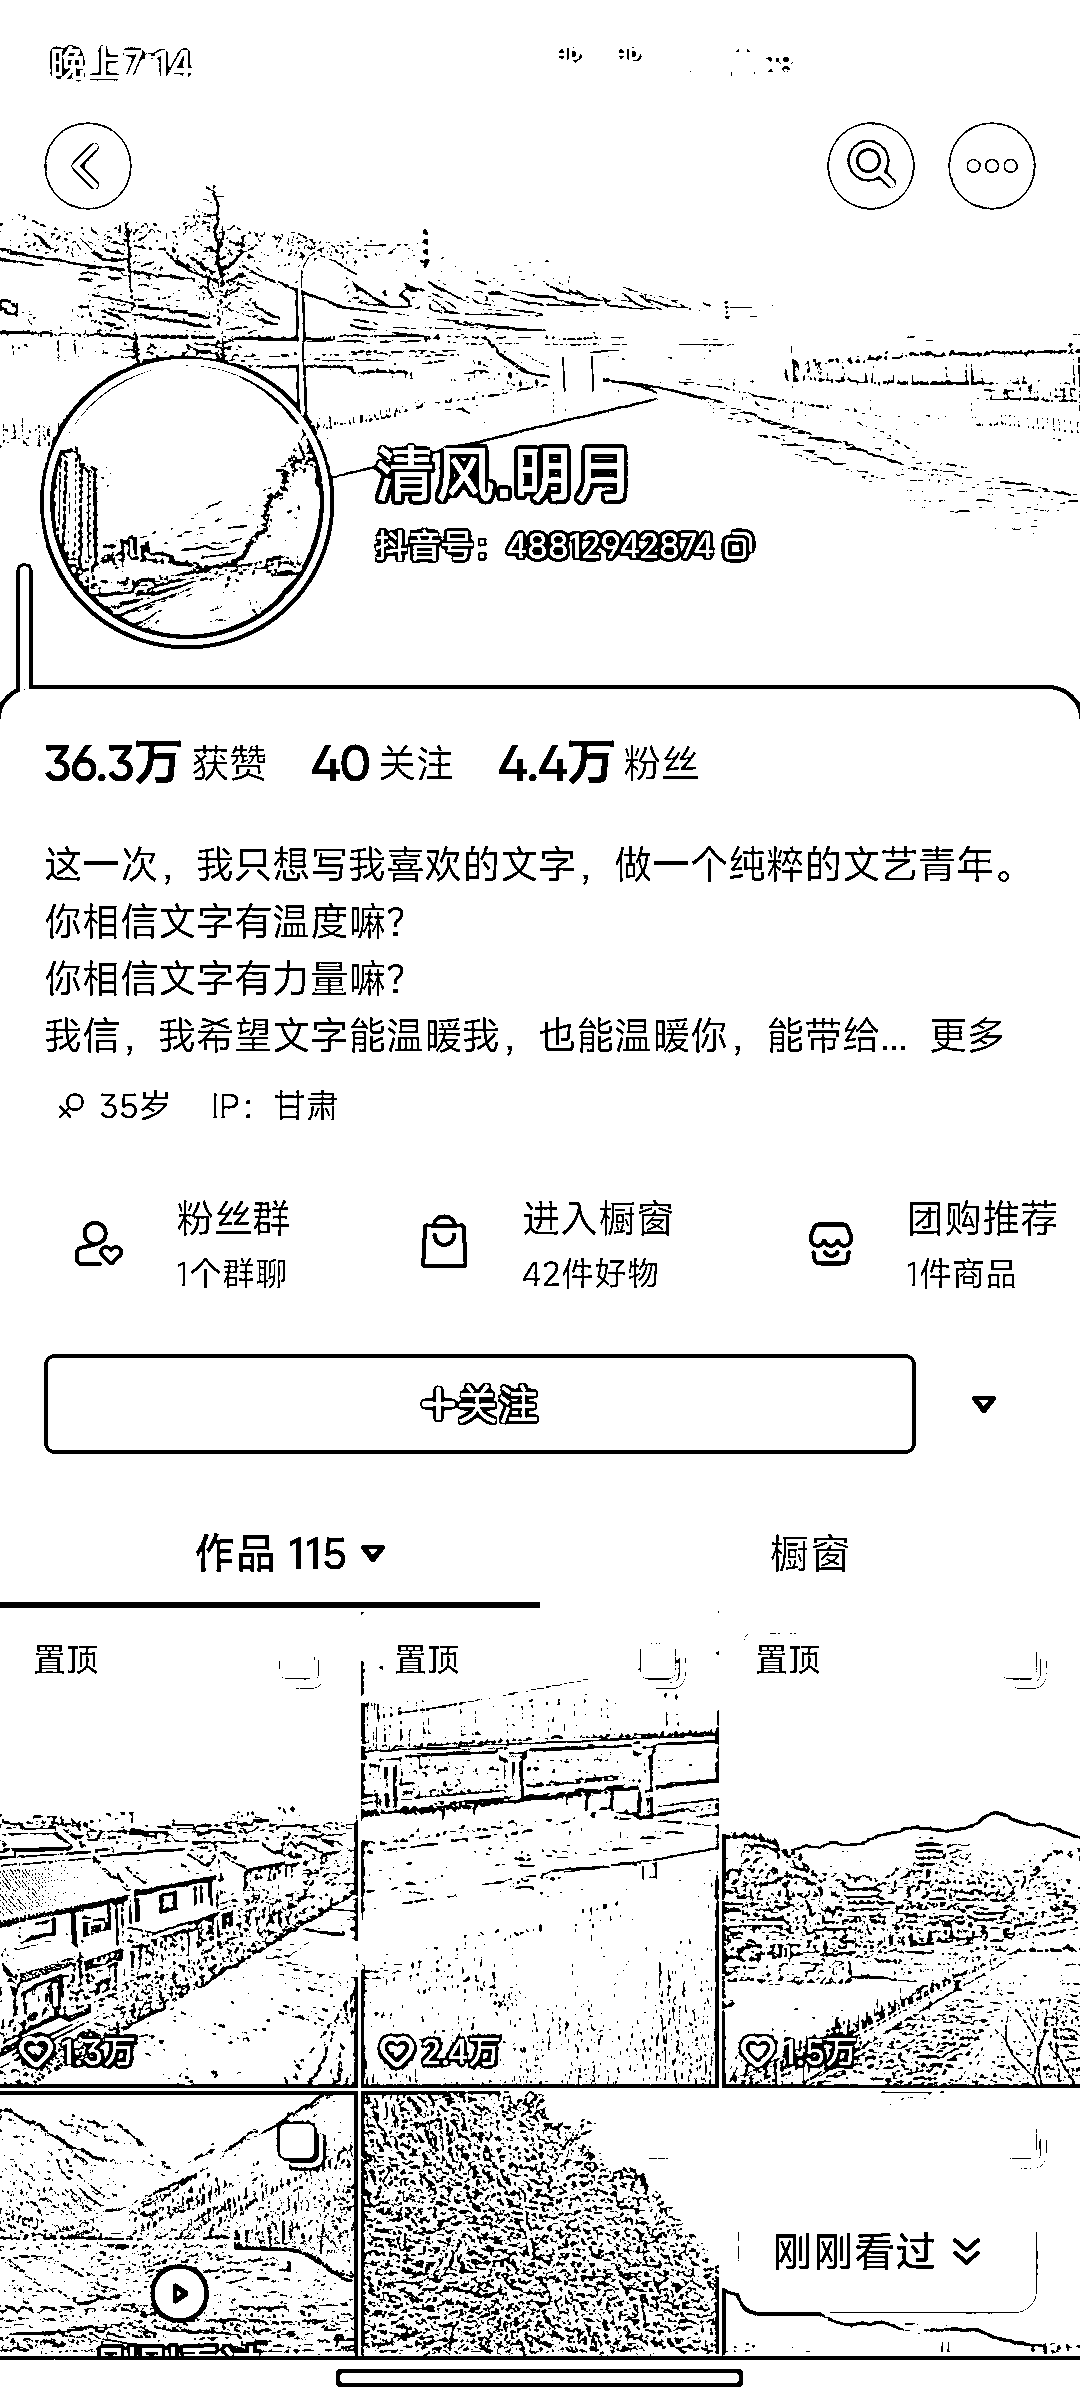 晚上7:14
清风.明月
抖音号：48812942874
36.3万 获赞 40 关注 4.4万 粉丝
这一次，我只想写我喜欢的文字，做一个纯粹的文艺青年。
你相信文字有温度嘛？
你相信文字有力量嘛？
我信，我希望文字能温暖我，也能温暖你，能带给... 更多
35岁 IP：甘肃
粉丝群 进入橱窗 团购推荐
1个群聊 42件好物 1件商品
+关注
作品 115 橱窗
置顶 置顶 置顶
1.3万 2.4万 1.5万
刚刚看过